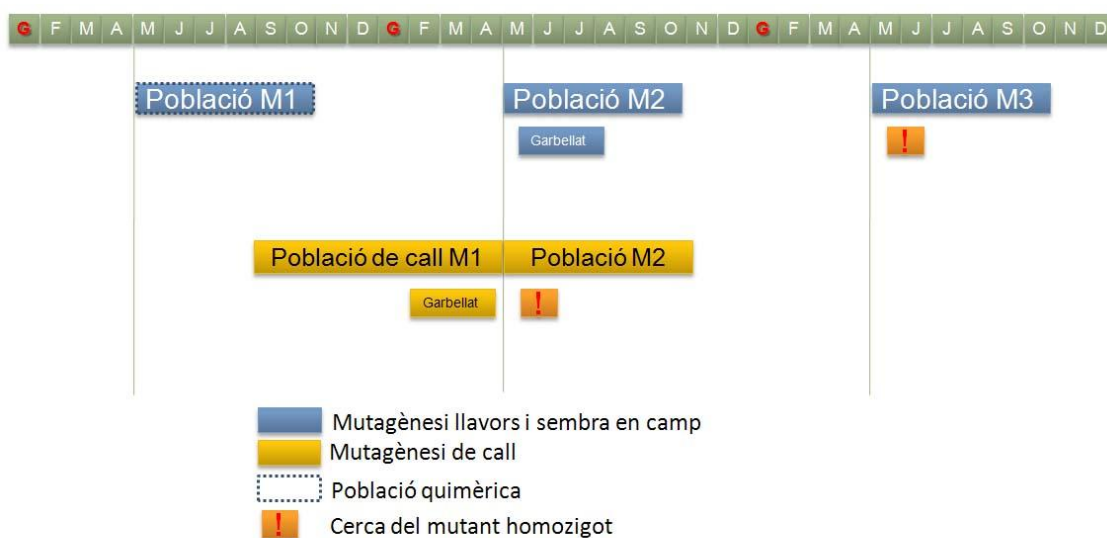 G F M A M J J A S O N D G F M A M J J A S O N D G F M A M J J A S O N D
Població M1 Població M2 Població M3
Garbellat !
Població de call M1 Població M2
Garbellat !
Mutagènesi llavors i sembra en camp
Mutagènesi de call
Població quimèrica
! Cerca del mutant homozigot